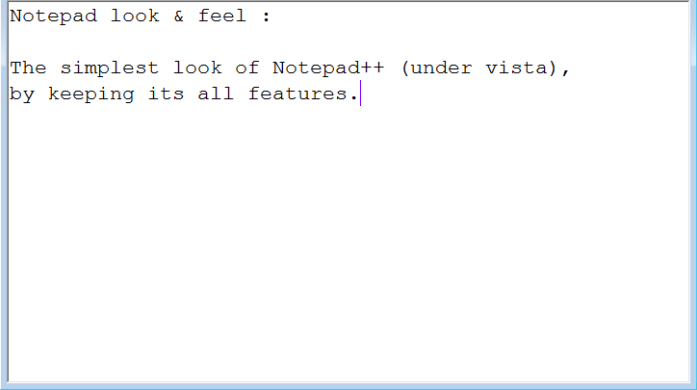 Notepad look & feel :
The simplest look of Notepad++ (under vista),
by keeping its all features.